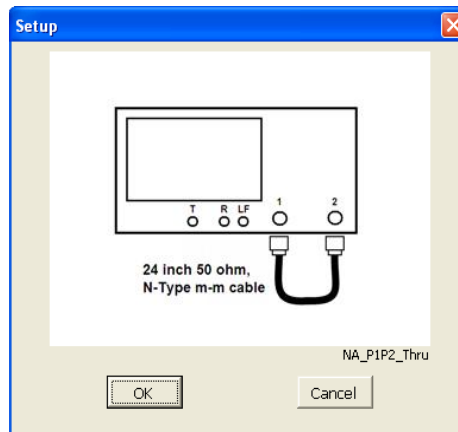 Setup
T R LF 1 2
24 inch 50 ohm,
N-Type m-m cable
NA_P1P2_Thru
OK Cancel